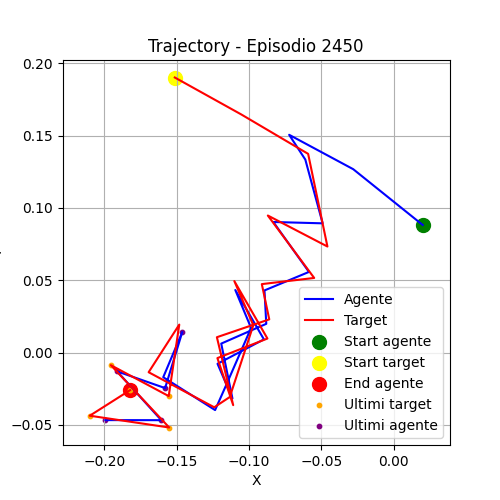 Trajectory - Episodio 2450
0.20
0.15
0.10
0.05
0.00
−0.05
−0.20
−0.15
−0.10
−0.05
0.00
X
Agente
Target
Start agente
Start target
End agente
Ultimi target
Ultimi agente